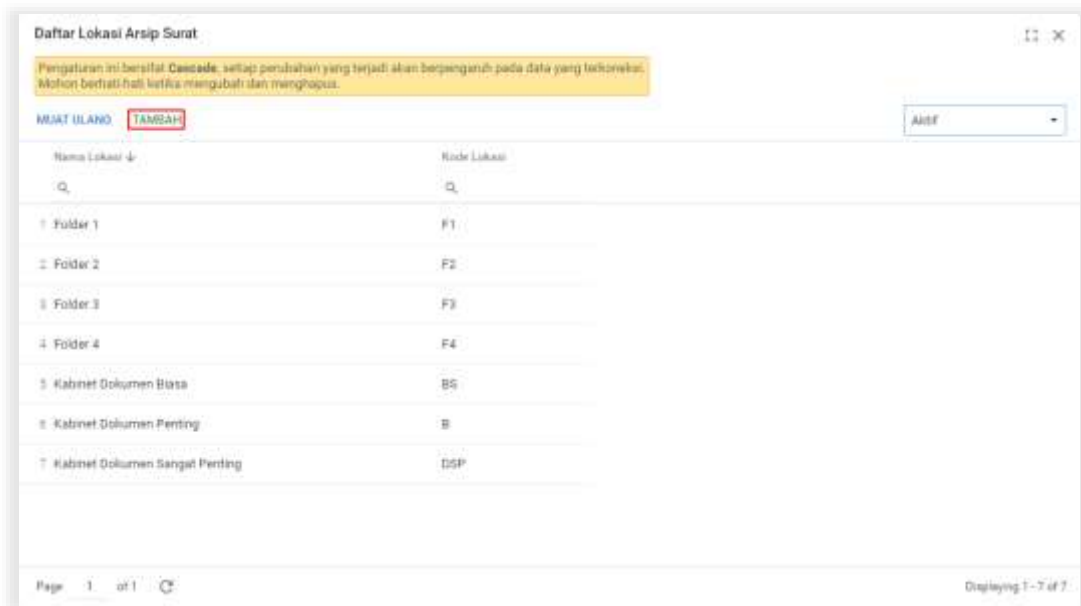 Daftar Lokasi Arsip Surat
Pengaturan ini bersifat Cascade, setiap perubahan yang terjadi akan berpengaruh pada data yang terkoneksi.
Mohon berhati-hati ketika mengubah dan menghapus.
MUAT ULANG TAMBAH Aktif
Nama Lokasi Kode Lokasi
1 Folder 1 F1
2 Folder 2 F2
3 Folder 3 F3
4 Folder 4 F4
5 Kabinet Dokumen Biasa BS
6 Kabinet Dokumen Penting B
7 Kabinet Dokumen Sangat Penting DSP
Page 1 of 1 Displaying 1 - 7 of 7